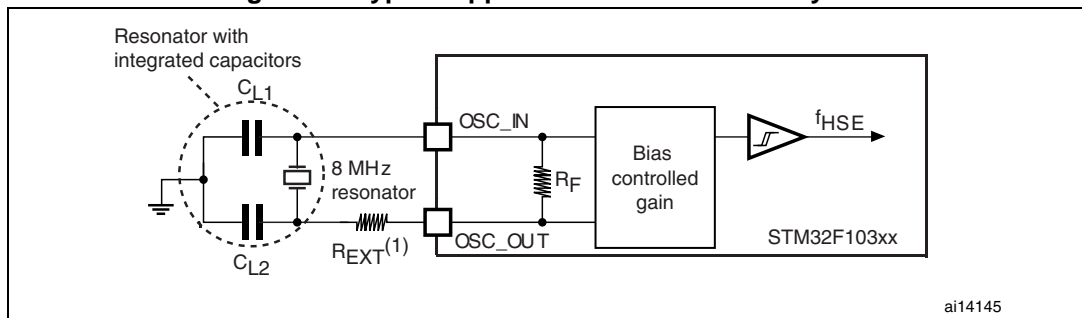 Resonator with
integrated capacitors
CL1
OSC_IN
fHSE
8 MHz
resonator
RF
Bias
controlled
gain
REXT(1)
OSC_OUT
STM32F103xx
CL2
ai14145